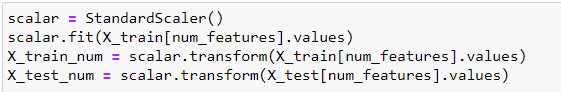 scalar = StandardScaler()
scalar.fit(X_train[num_features].values)
X_train_num = scalar.transform(X_train[num_features].values)
X_test_num = scalar.transform(X_test[num_features].values)